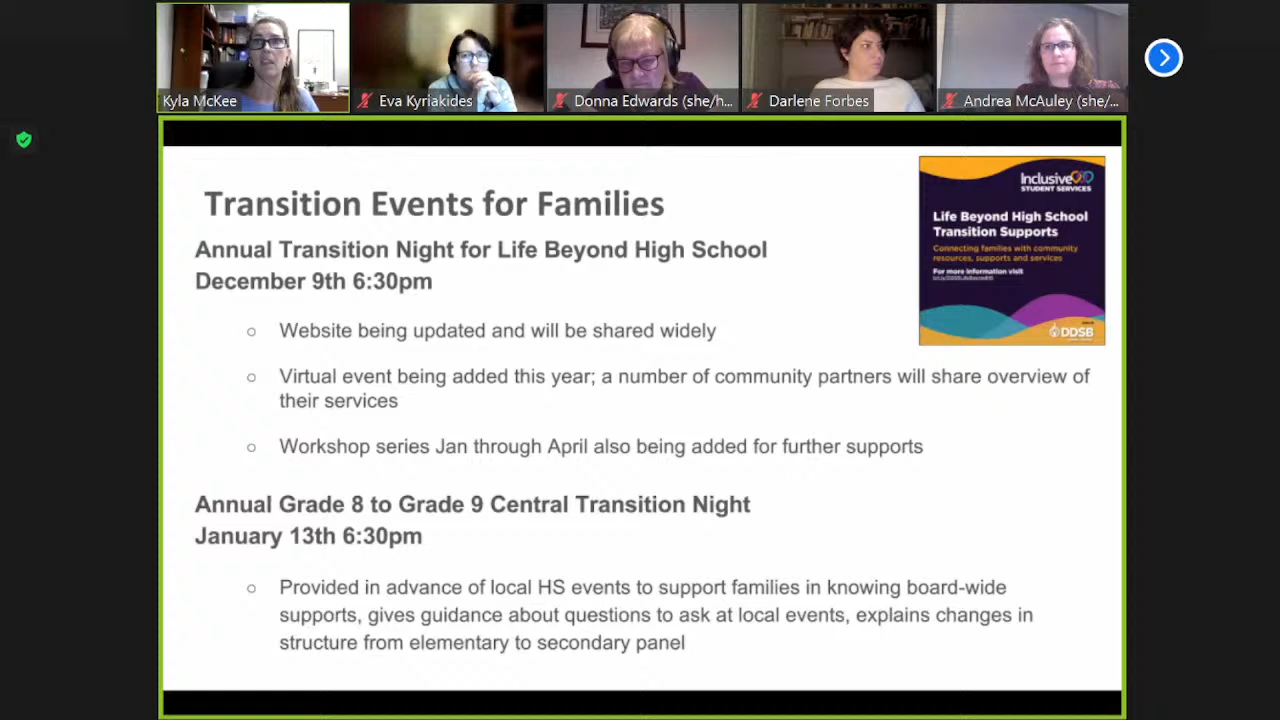 Kyla McKee
Eva Kyriakides
Donna Edwards (she/h...
Darlene Forbes
Andrea McAuley (she/...
Transition Events for Families
Annual Transition Night for Life Beyond High School
December 9th 6:30pm
Website being updated and will be shared widely
Virtual event being added this year; a number of community partners will share overview of
their services
Workshop series Jan through April also being added for further supports
Annual Grade 8 to Grade 9 Central Transition Night
January 13th 6:30pm
Provided in advance of local HS events to support families in knowing board-wide
supports, gives guidance about questions to ask at local events, explains changes in
structure from elementary to secondary panel
Inclusive
STUDENT SERVICES
Life Beyond High School
Transition Supports
Connecting families with community
resources, supports and services
For more information visit
DDSB